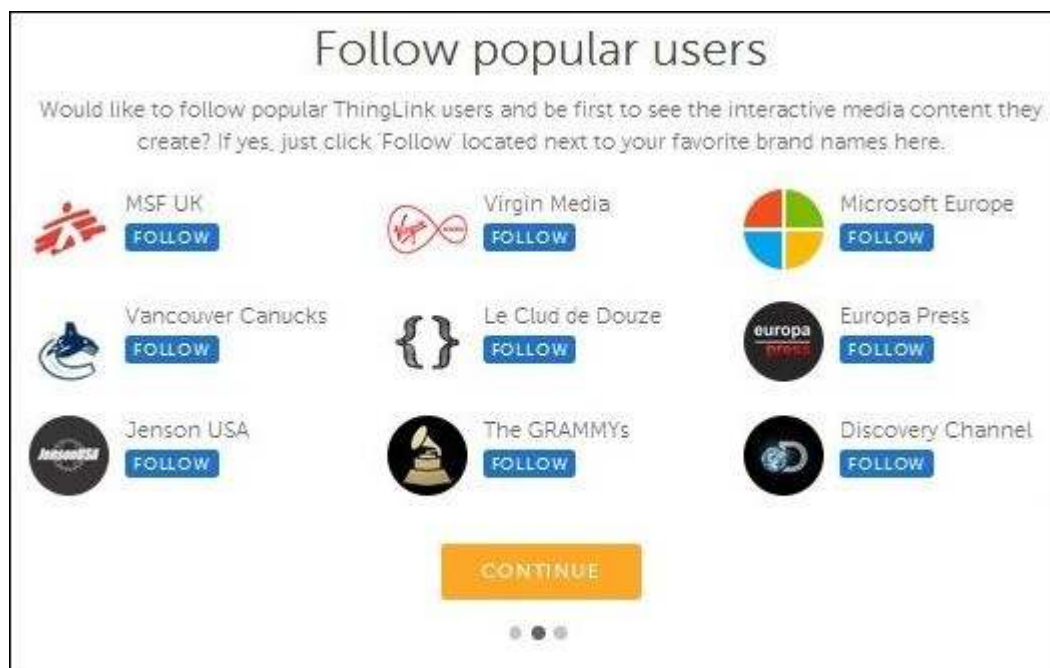 Follow popular users
Would like to follow popular ThingLink users and be first to see the interactive media content they
create? If yes, just click 'Follow' located next to your favorite brand names here.
MSF UK
FOLLOW
Virgin Media
FOLLOW
Microsoft Europe
FOLLOW
Vancouver Canucks
FOLLOW
Le Clud de Douze
FOLLOW
europa
press
Europa Press
FOLLOW
JensonUSA
Jenson USA
FOLLOW
The GRAMMYs
FOLLOW
Discovery Channel
FOLLOW
CONTINUE